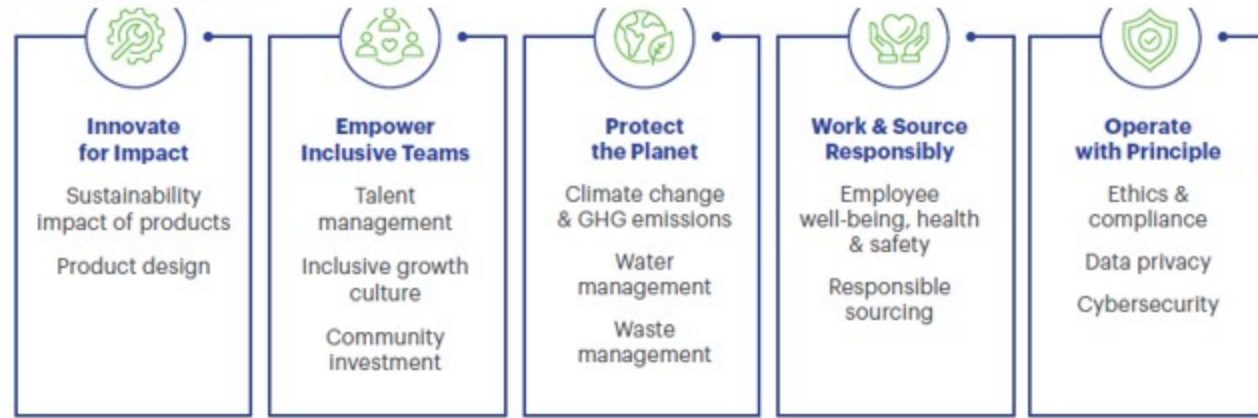 Innovate
for Impact
Sustainability
impact of products
Product design
Empower
Inclusive Teams
Talent
management
Inclusive growth
culture
Community
investment
Protect
the Planet
Climate change
& GHG emissions
Water
management
Waste
management
Work & Source
Responsibly
Employee
well-being, health
& safety
Responsible
sourcing
Operate
with Principle
Ethics &
compliance
Data privacy
Cybersecurity